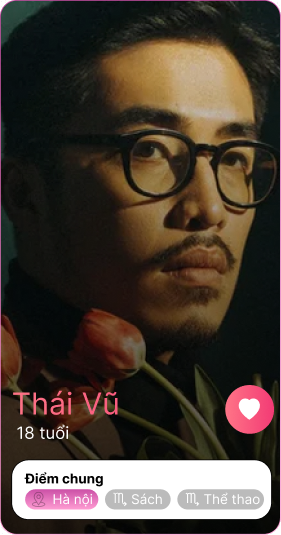 Thái Vũ
18 tuổi
Điểm chung
Hà nội Sách Thể thao